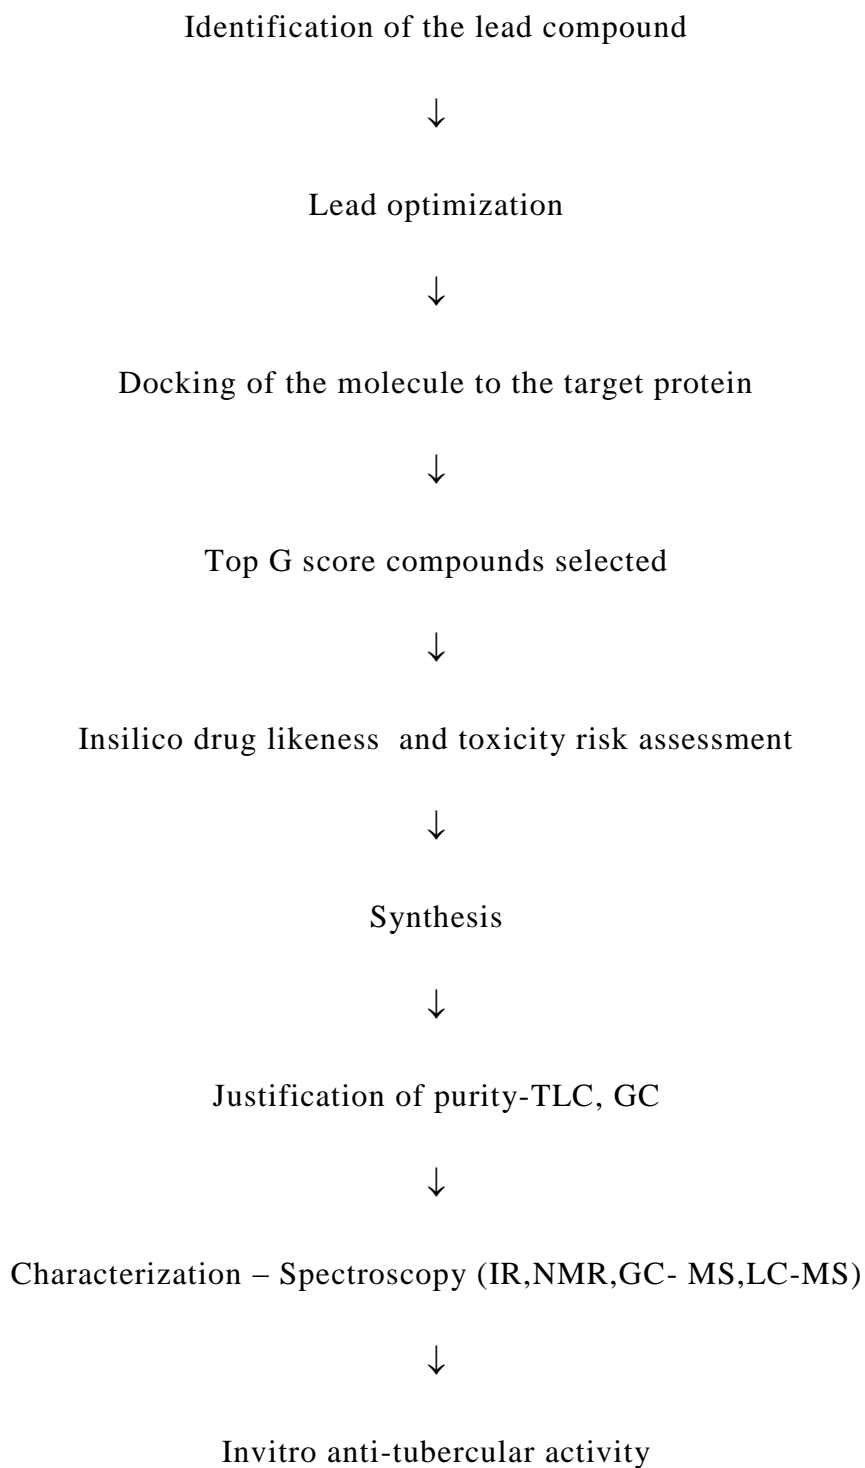 Identification of the lead compound
↓
Lead optimization
↓
Docking of the molecule to the target protein
↓
Top G score compounds selected
↓
Insilico drug likeness  and toxicity risk assessment
↓
Synthesis
↓
Justification of purity-TLC, GC
↓
Characterization – Spectroscopy (IR,NMR,GC- MS,LC-MS)
↓
Invitro anti-tubercular activity